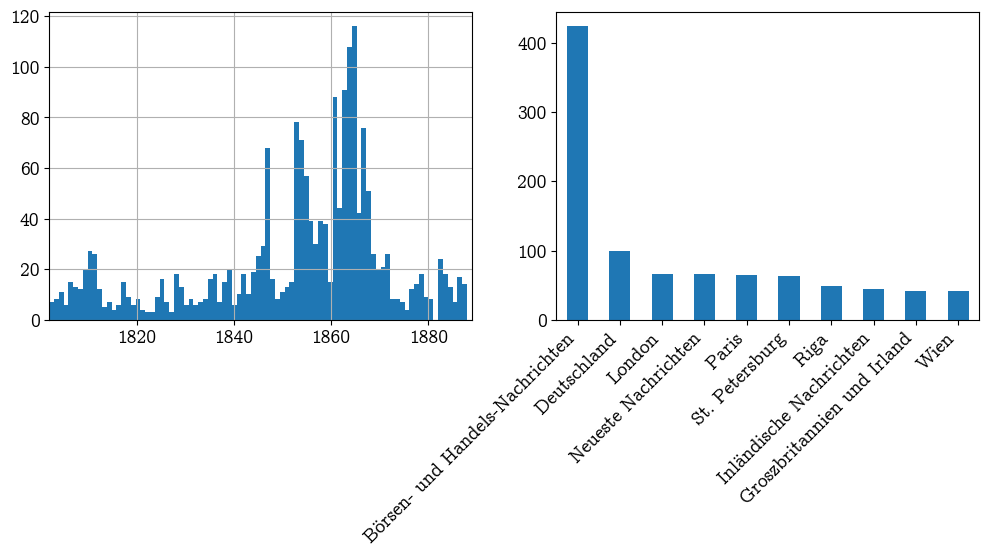 120
100
80
60
40
20
0
1820
1840
1860
1880
400
300
200
100
0
Börsen- und Handels-Nachrichten
Deutschland
London
Neueste Nachrichten
Paris
St. Petersburg
Riga
Inländische Nachrichten
Groszbritannien und Irland
Wien